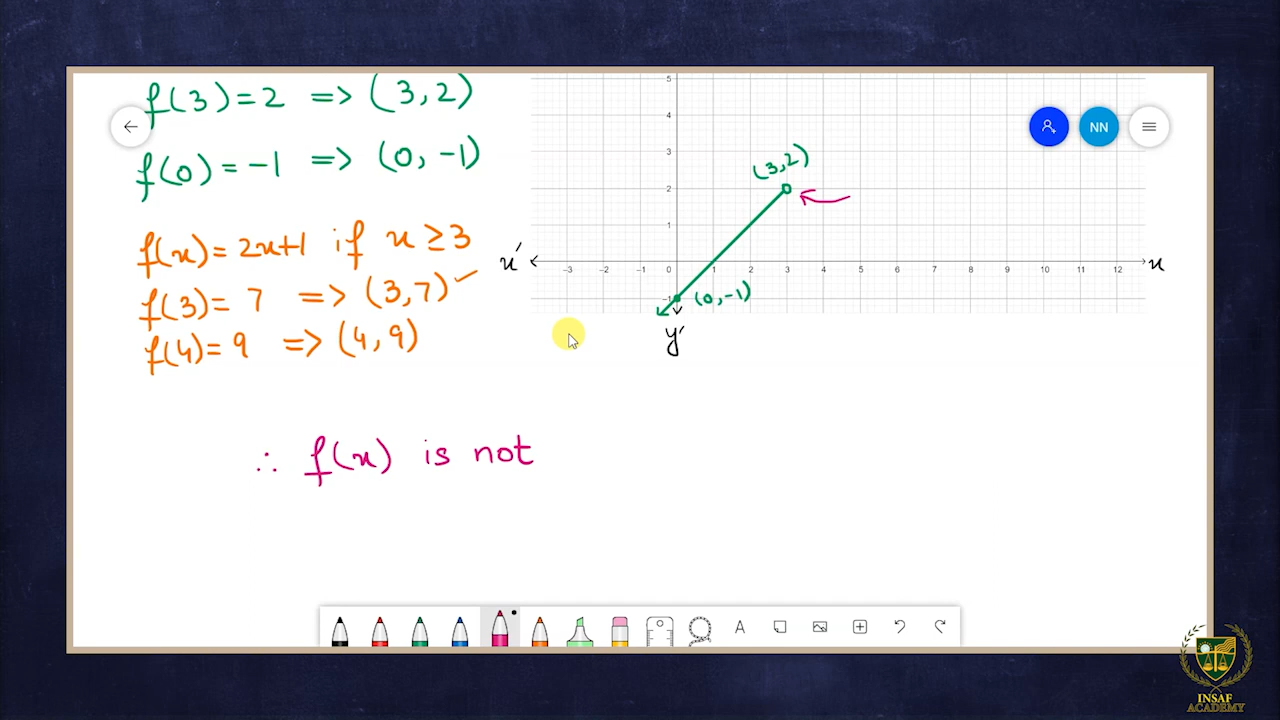 f(3)=2 => (3,2)
f(0)=-1 => (0,-1)
f(x)=2x+1 if x≥3
f(3)=7 => (3,7) ✓
f(4)=9 => (4,9)
∴ f(x) is not
5
4
3
2
1
(3,2)
x' -3 -2 -1 0 1 2 3 4 5 6 7 8 9 10 11 12 x
-1 (0,-1)
y'
NN
A
INSAF
ACADEMY